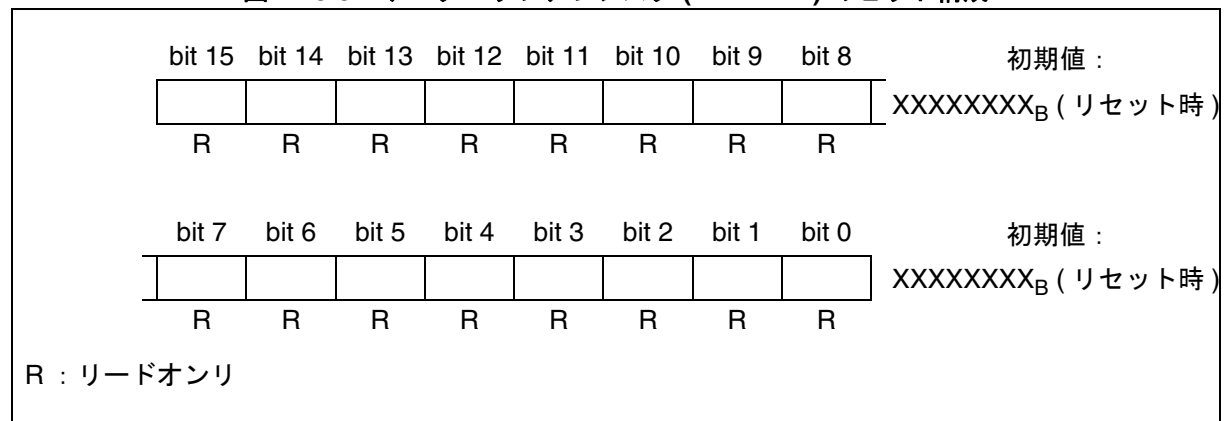 bit 15 bit 14 bit 13 bit 12 bit 11 bit 10 bit 9 bit 8 初期値：
XXXXXXXXB ( リセット時 )
R R R R R R R R
bit 7 bit 6 bit 5 bit 4 bit 3 bit 2 bit 1 bit 0 初期値：
XXXXXXXXB ( リセット時 )
R R R R R R R R
R ：リードオンリ